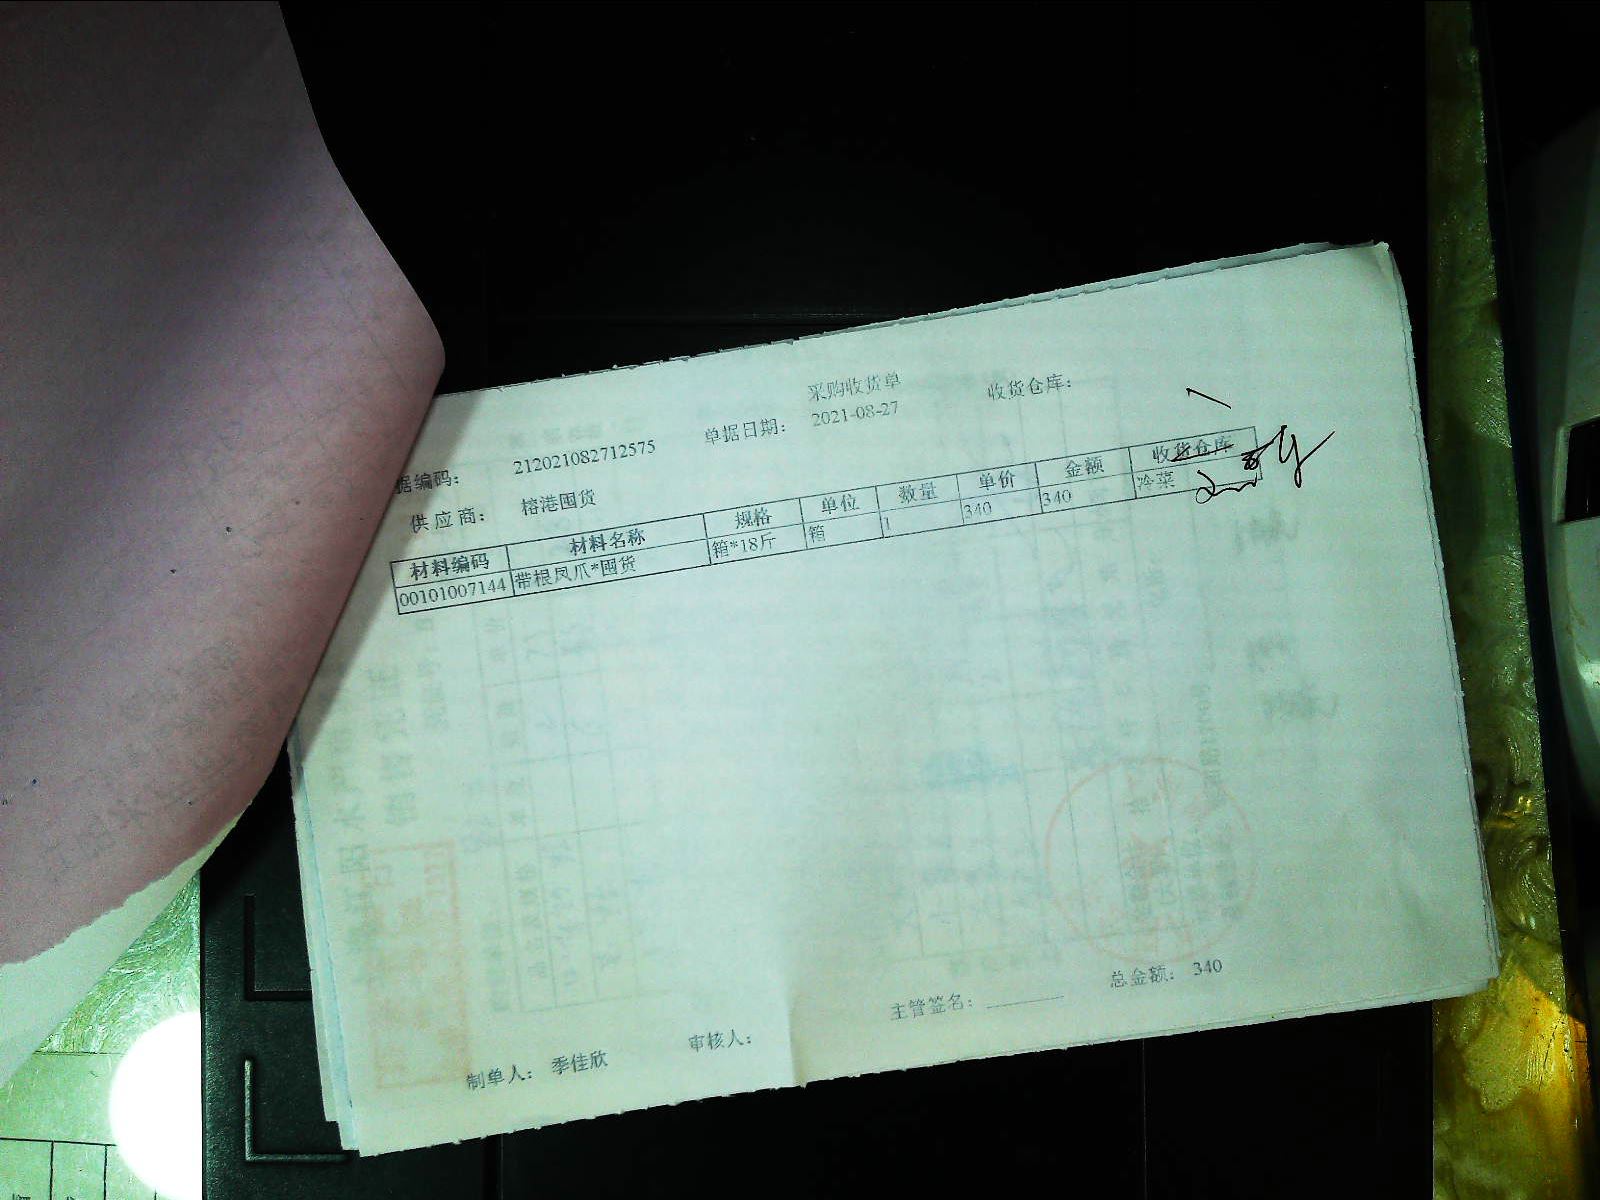 采购收货单
据编码： 212021082712575 单据日期： 2021-08-27 收货仓库：
供应商： 榕港囤货
材料编码 材料名称 规格 单位 数量 单价 金额 收货仓库
00101007144 带根凤爪*囤货 箱*18斤 箱 1 340 340 冷菜
总金额： 340
制单人： 季佳欣 审核人： 主管签名：